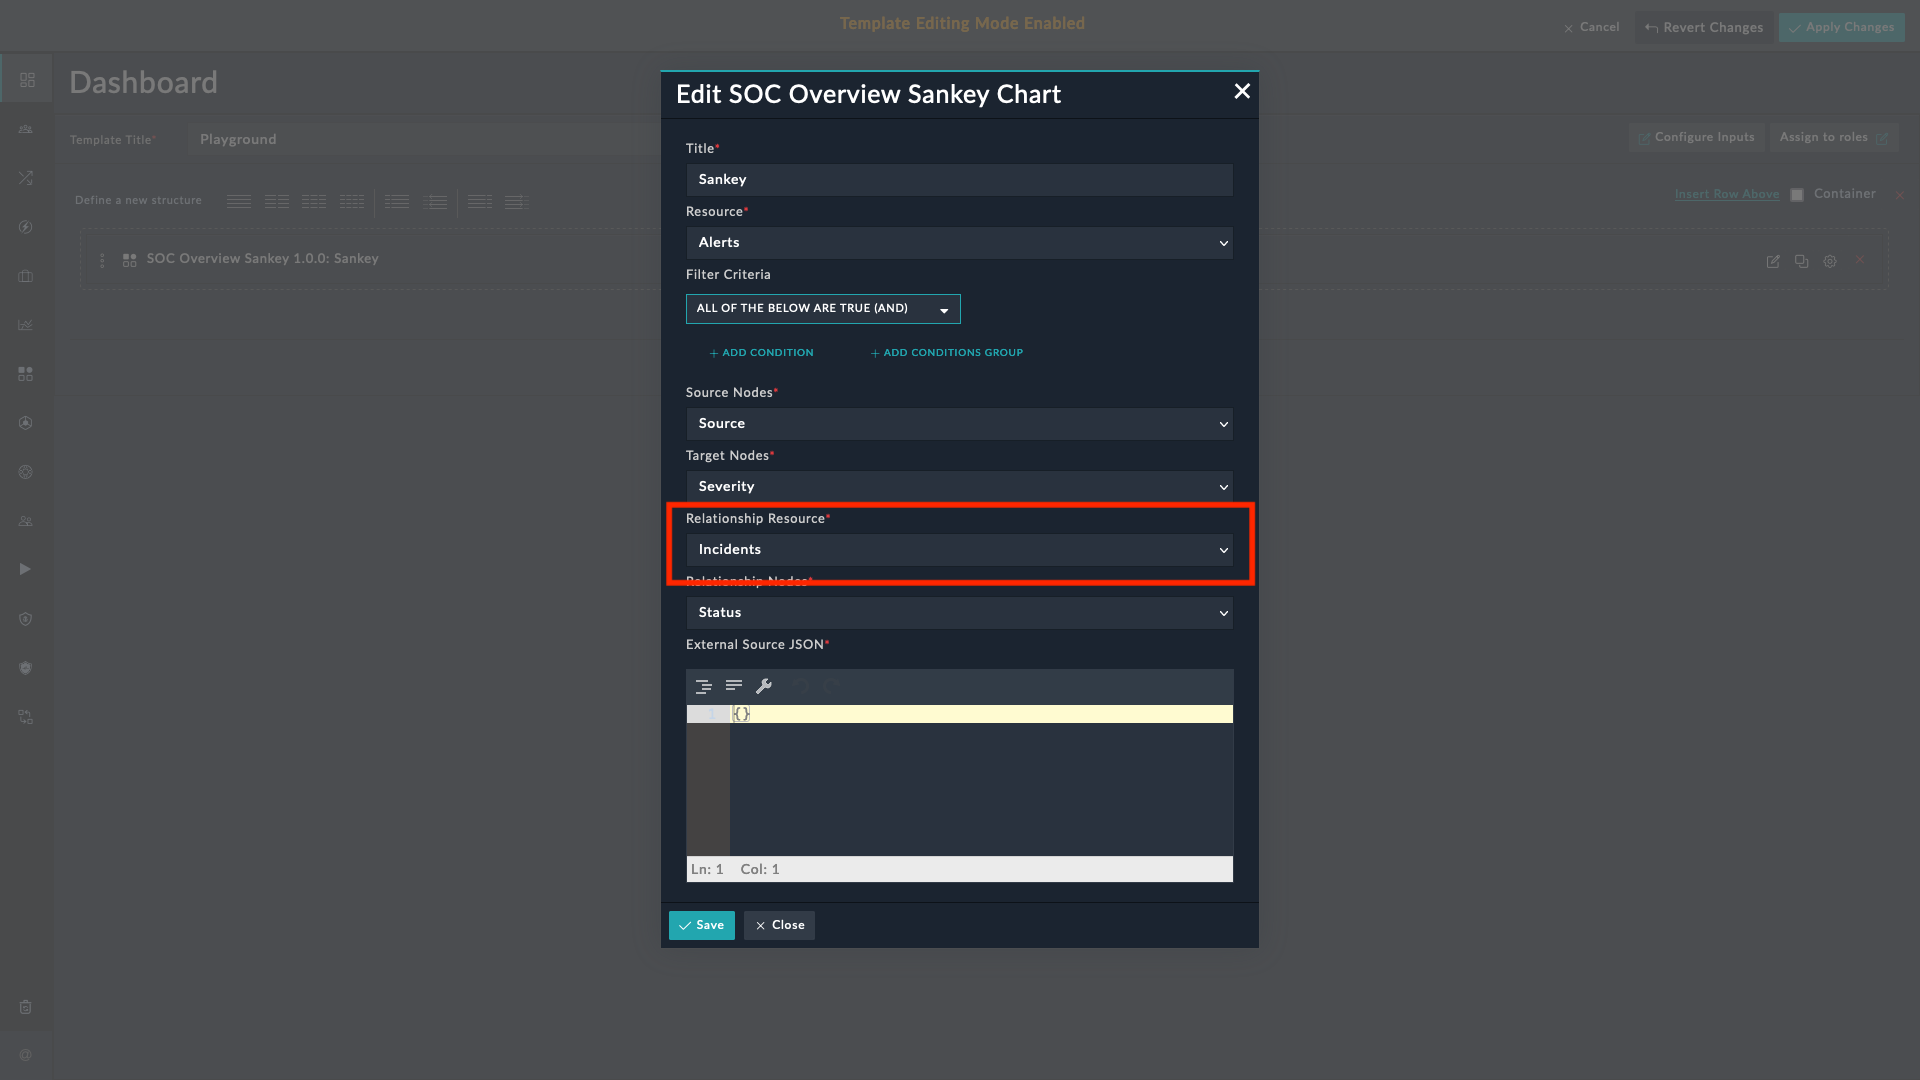 Template Editing Mode Enabled
Cancel
Revert Changes
Apply Changes
Dashboard
Edit SOC Overview Sankey Chart
Template Title*
Playground
Configure Inputs
Assign to roles
Title*
Sankey
Define a new structure
Insert Row Above
Container
Resource*
Alerts
SOC Overview Sankey 1.0.0: Sankey
Filter Criteria
ALL OF THE BELOW ARE TRUE (AND)
+ ADD CONDITION
+ ADD CONDITIONS GROUP
Source Nodes*
Source
Target Nodes*
Severity
Relationship Resource*
Incidents
Relationship Nodes*
Status
External Source JSON*
1 {}
Ln: 1 Col: 1
Save
Close